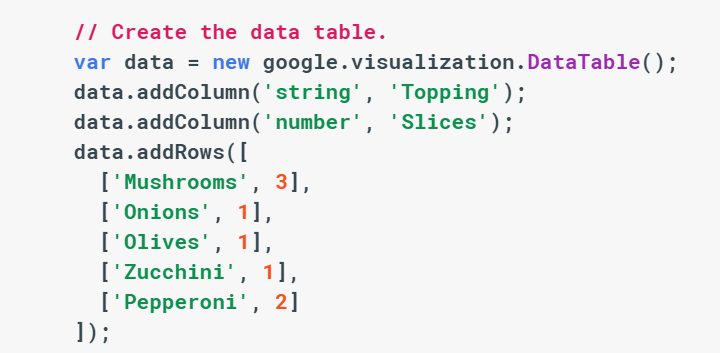 // Create the data table.
var data = new google.visualization.DataTable();
data.addColumn('string', 'Topping');
data.addColumn('number', 'Slices');
data.addRows([
['Mushrooms', 3],
['Onions', 1],
['Olives', 1],
['Zucchini', 1],
['Pepperoni', 2]
]);